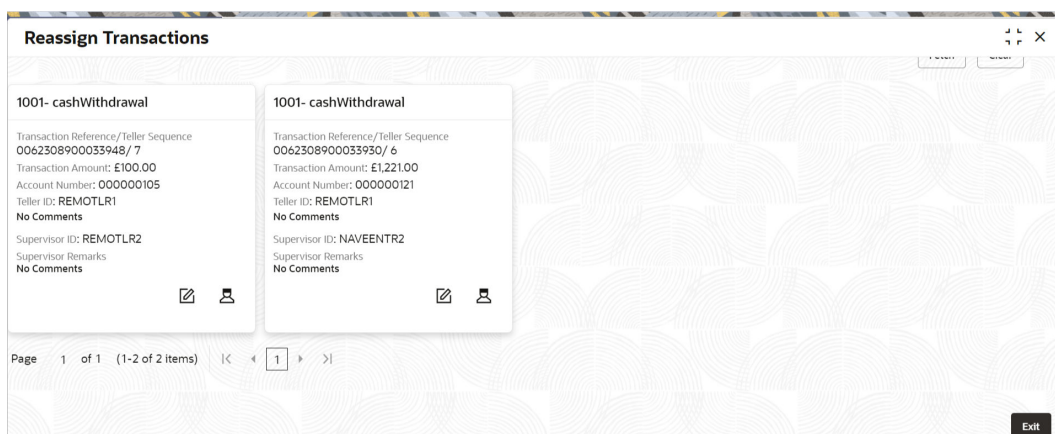 Reassign Transactions
Fetch Clear
1001- cashWithdrawal
Transaction Reference/Teller Sequence
0062308900033948/ 7
Transaction Amount: £100.00
Account Number: 000000105
Teller ID: REMOTLR1
No Comments
Supervisor ID: REMOTLR2
Supervisor Remarks
No Comments
1001- cashWithdrawal
Transaction Reference/Teller Sequence
0062308900033930/ 6
Transaction Amount: £1,221.00
Account Number: 000000121
Teller ID: REMOTLR1
No Comments
Supervisor ID: NAVEENTR2
Supervisor Remarks
No Comments
Page 1 of 1 (1-2 of 2 items) 1
Exit